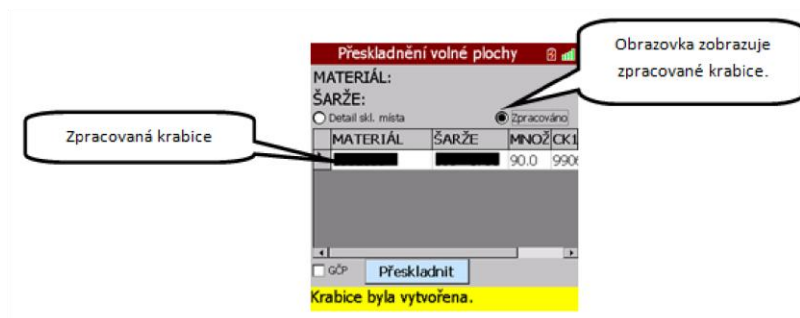 Přeskladnění volné plochy
Obrazovka zobrazuje
zpracované krabice.
MATERIÁL:
ŠARŽE:
Detail skl. místa
Zpracováno
Zpracovaná krabice
MATERIÁL ŠARŽE MNOŽ CK1
90.0 9906
GČP
Přeskladnit
Krabice byla vytvořena.